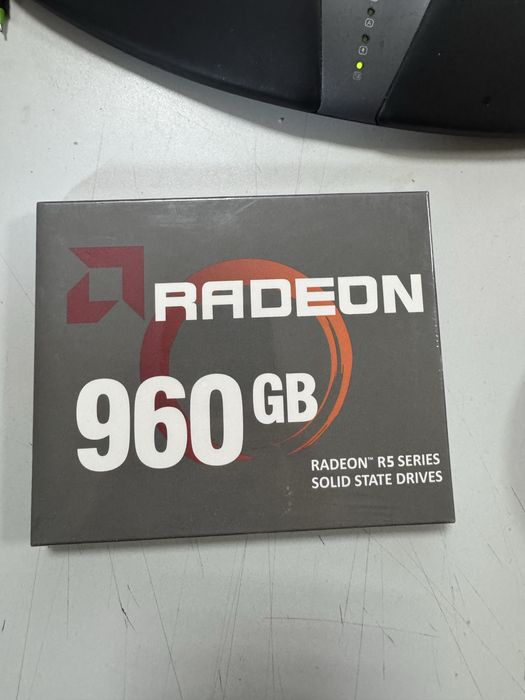 RADEON
960 GB
RADEON™ R5 SERIES
SOLID STATE DRIVES